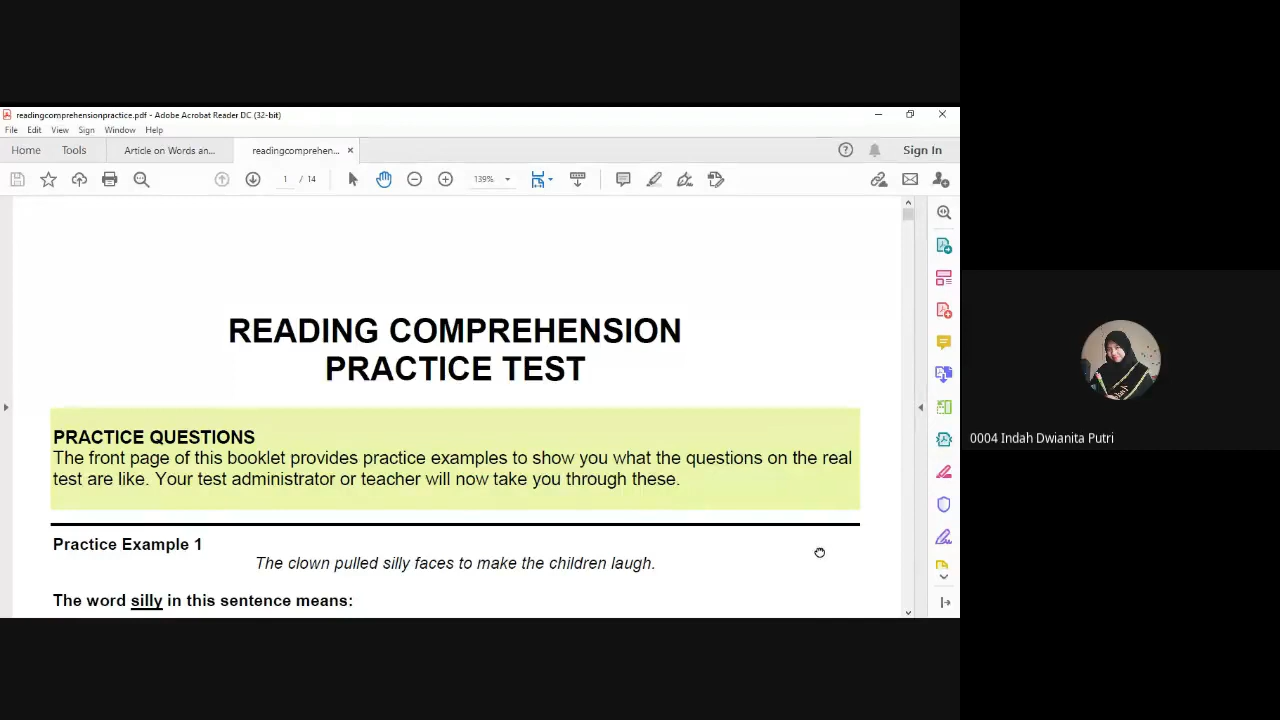 readingcomprehensionpractice.pdf - Adobe Acrobat Reader DC (32-bit)
File Edit View Sign Window Help
Home Tools Article on Words an... readingcomprehen... Sign In
1 / 14 139%
READING COMPREHENSION
PRACTICE TEST
PRACTICE QUESTIONS
The front page of this booklet provides practice examples to show you what the questions on the real
test are like. Your test administrator or teacher will now take you through these.
Practice Example 1
The clown pulled silly faces to make the children laugh.
The word silly in this sentence means:
0004 Indah Dwianita Putri